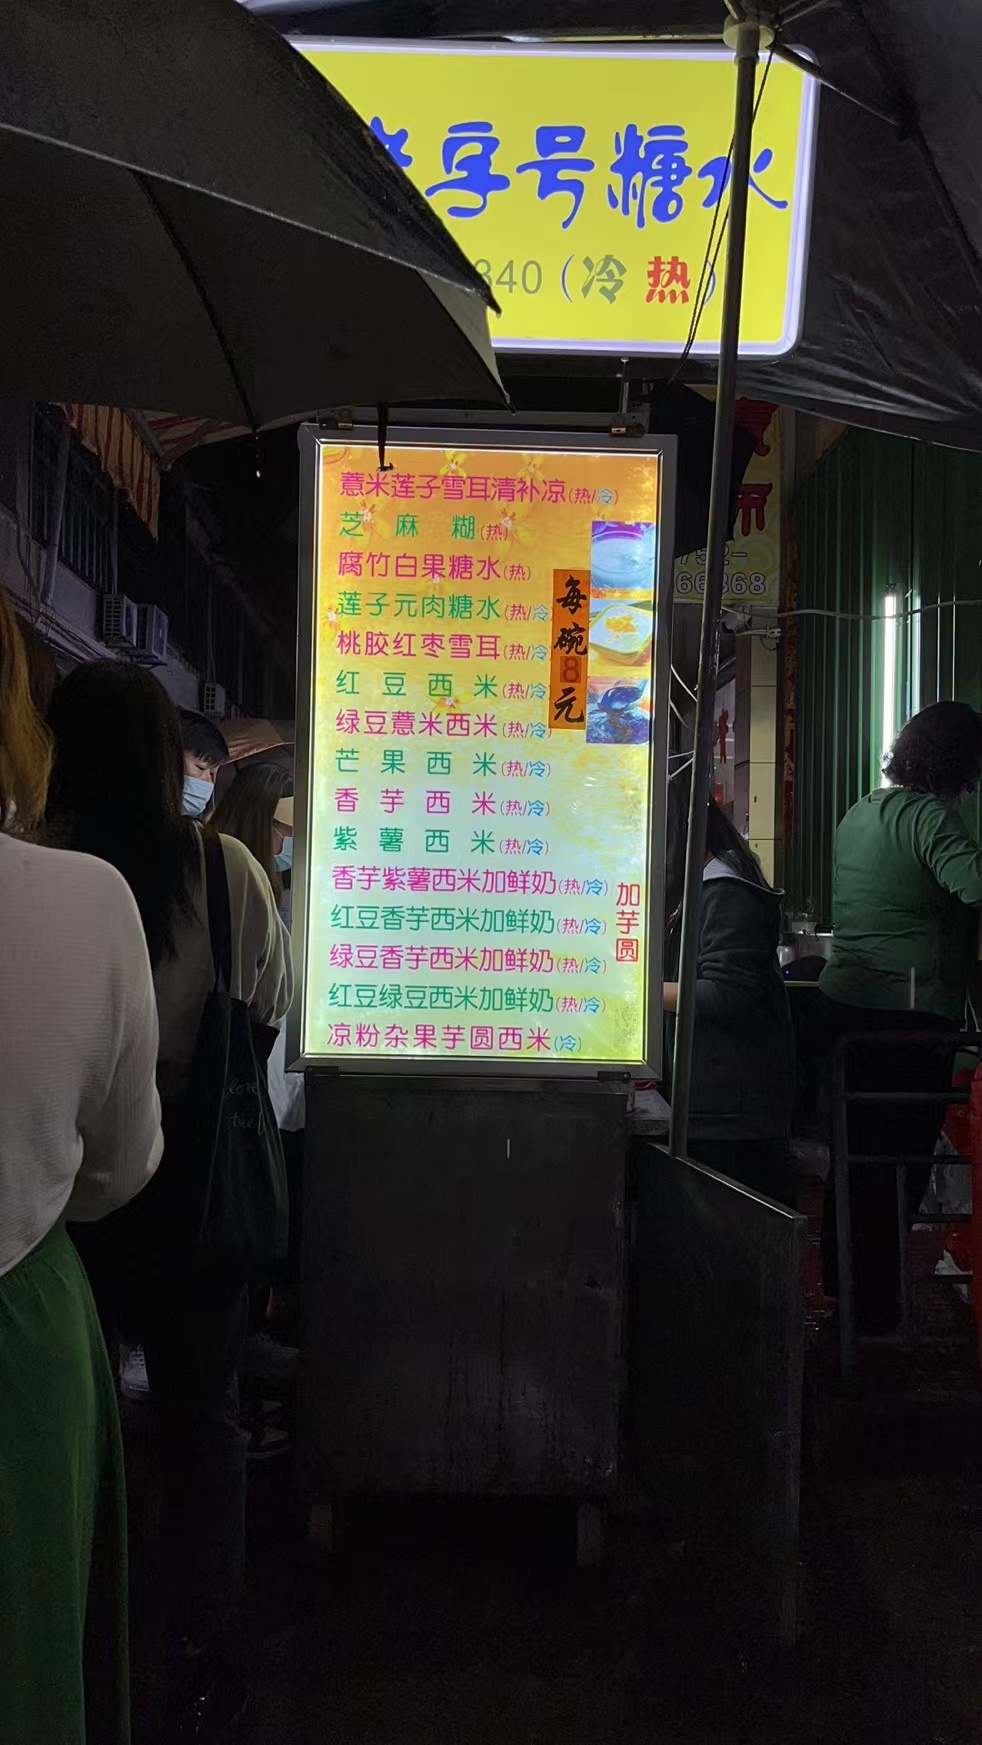 老字号糖水
340（冷 热）
薏米莲子雪耳清补凉(热/冷)
芝麻糊(热)
腐竹白果糖水(热)
莲子元肉糖水(热/冷
桃胶红枣雪耳(热/冷
红豆西米(热/冷
绿豆薏米西米(热/冷)
芒果西米(热/冷)
香芋西米(热/冷)
紫薯西米(热/冷)
香芋紫薯西米加鲜奶(热/冷)
红豆香芋西米加鲜奶(热/冷)
绿豆香芋西米加鲜奶(热/冷)
红豆绿豆西米加鲜奶(热/冷)
凉粉杂果芋圆西米(冷)
每碗8元
加芋圆
752-
66868